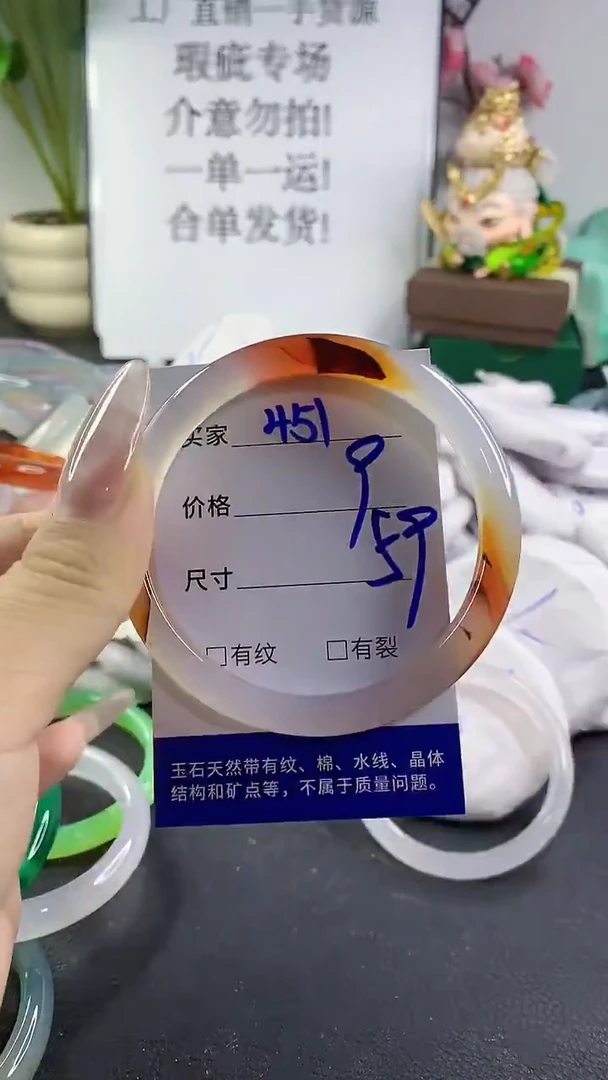 工厂直销一手货源
瑕疵专场
介意勿拍!
一单一运!
合单发货!
买家 451
价格 9
尺寸 59
□有纹 □有裂
玉石天然带有纹、棉、水线、晶体
结构和矿点等，不属于质量问题。